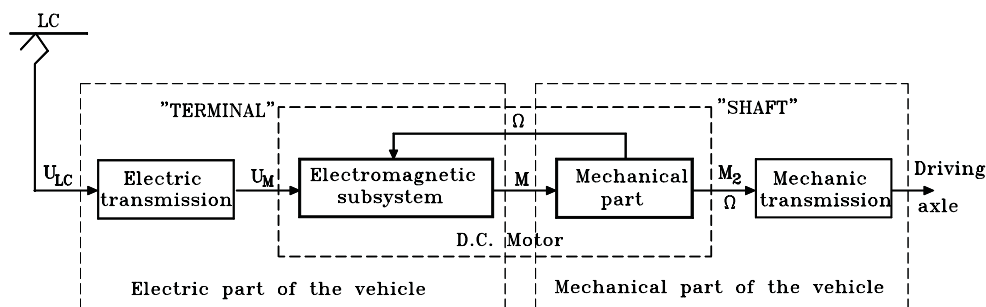 LC
"TERMINAL"
"SHAFT"
Ω
U_LC
Electric
transmission
U_M
Electromagnetic
subsystem
M
Mechanical
part
M_2
Ω
Mechanic
transmission
Driving
axle
D.C. Motor
Electric part of the vehicle
Mechanical part of the vehicle